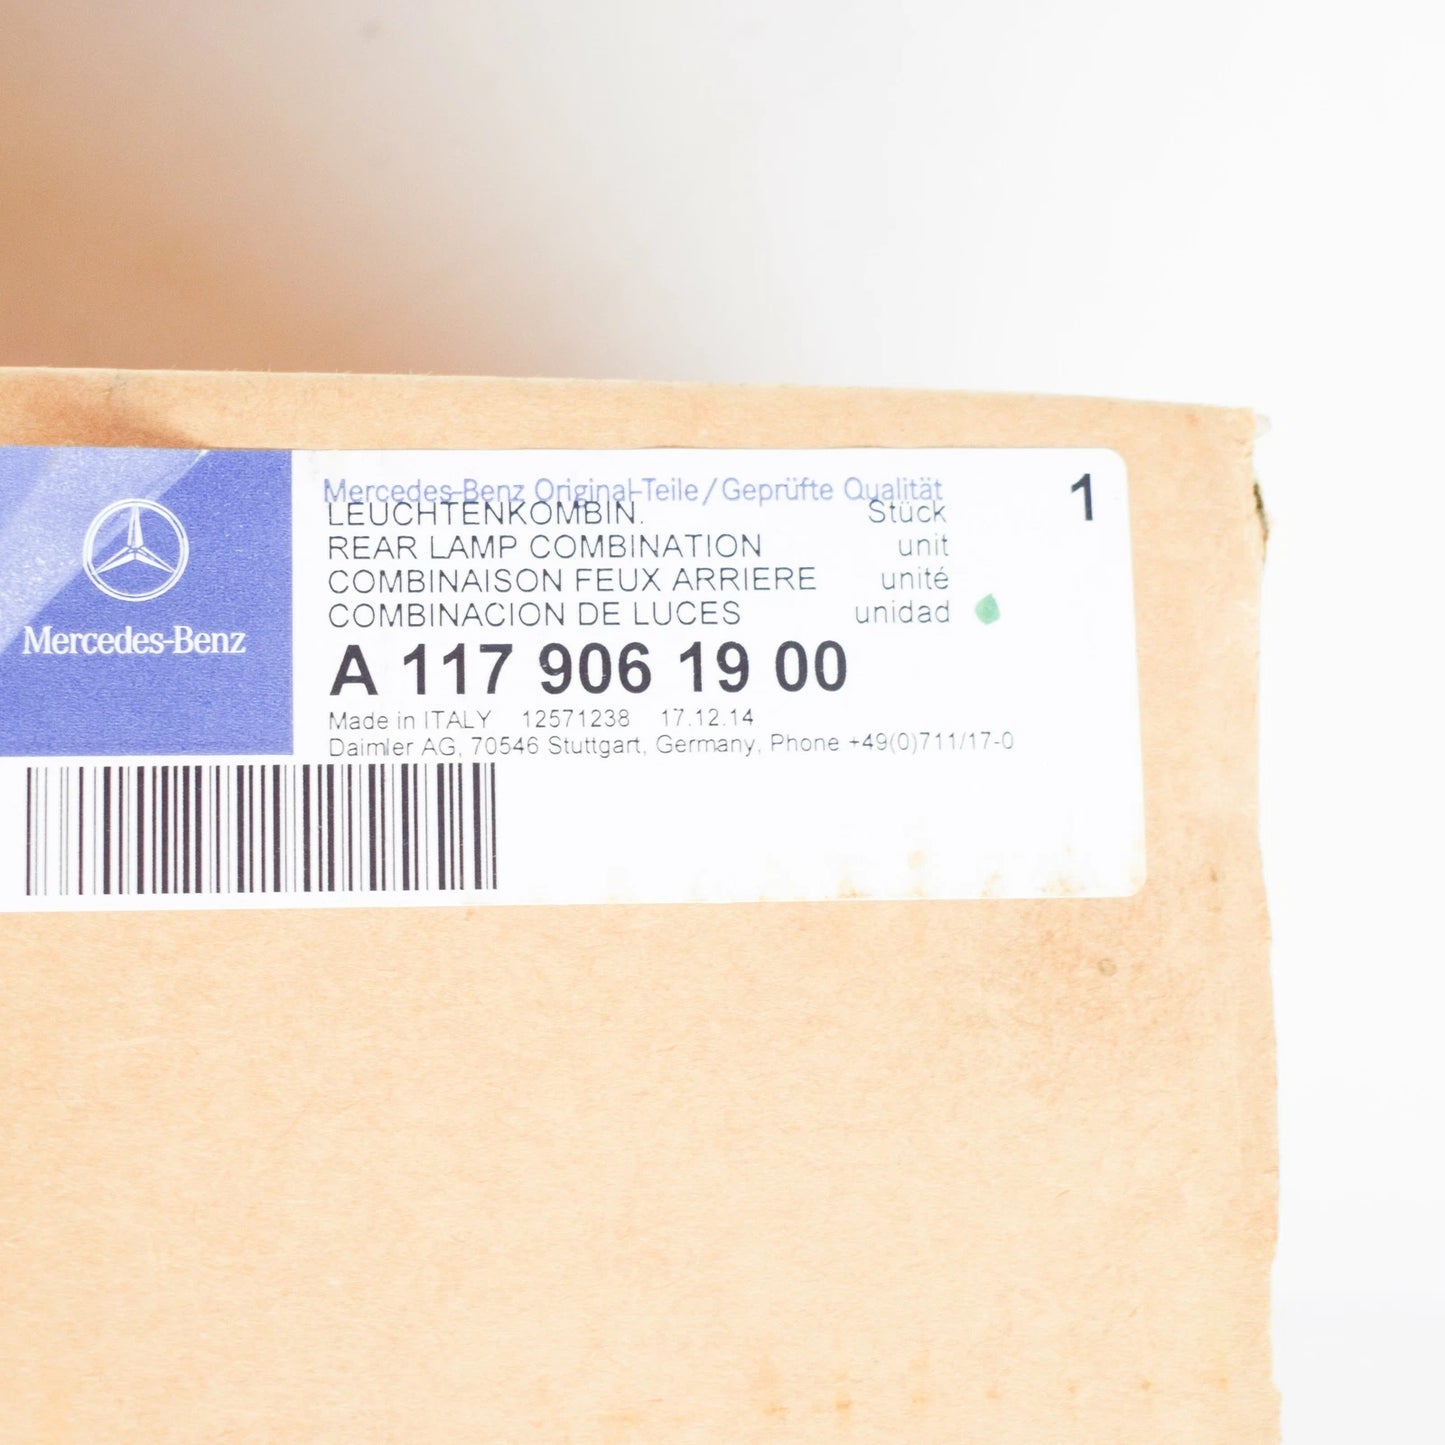 Mercedes-Benz
Mercedes-Benz Original-Teile/Geprüfte Qualität
LEUCHTENKOMBIN. Stück 1
REAR LAMP COMBINATION unit
COMBINAISON FEUX ARRIERE unité
COMBINACION DE LUCES unidad
A 117 906 19 00
Made in ITALY 12571238 17.12.14
Daimler AG, 70546 Stuttgart, Germany, Phone +49(0)711/17-0